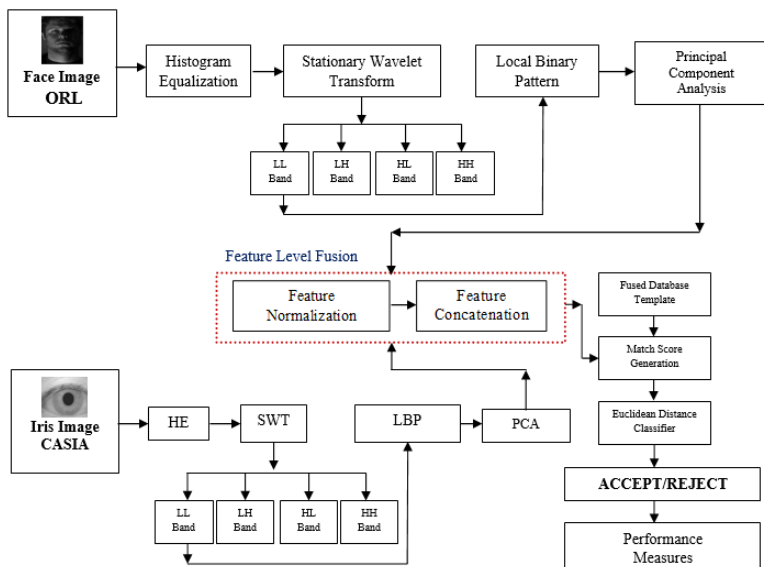 Face Image
ORL
Histogram
Equalization
Stationary Wavelet
Transform
Local Binary
Pattern
Principal
Component
Analysis
LL
Band
LH
Band
HL
Band
HH
Band
Feature Level Fusion
Feature
Normalization
Feature
Concatenation
Fused Database
Template
Match Score
Generation
Iris Image
CASIA
HE
SWT
LBP
PCA
Euclidean Distance
Classifier
LL
Band
LH
Band
HL
Band
HH
Band
ACCEPT/REJECT
Performance
Measures